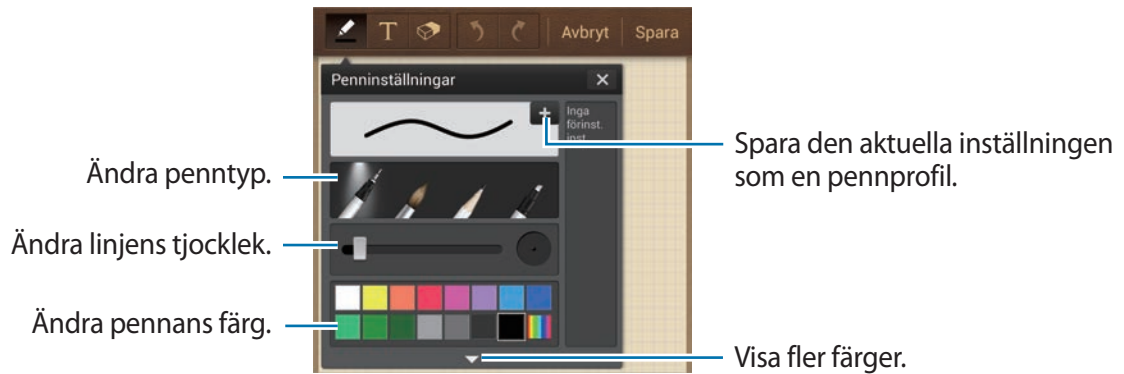 T
Avbryt
Spara
Penninställningar
Inga
förinst.
inst.
Spara den aktuella inställningen
som en pennprofil.
Ändra penntyp.
Ändra linjens tjocklek.
Ändra pennans färg.
Visa fler färger.